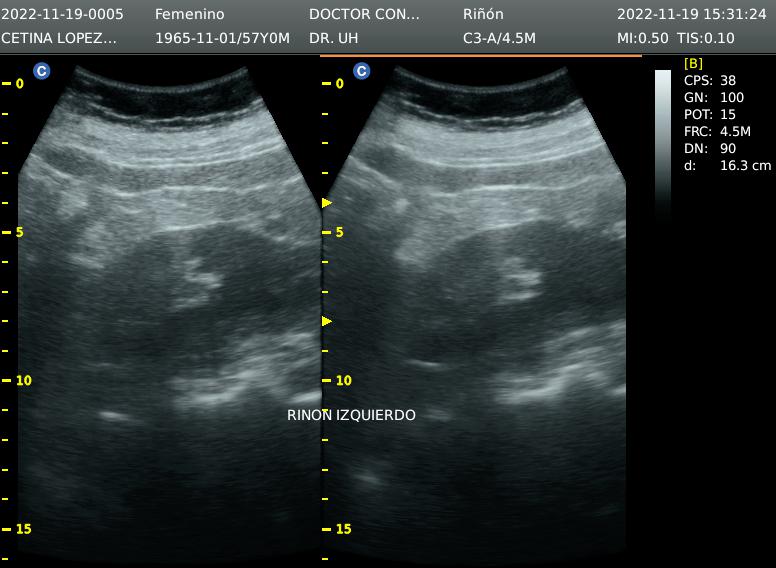 2022-11-19-0005 Femenino DOCTOR CON... Riñón 2022-11-19 15:31:24
CETINA LOPEZ... 1965-11-01/57Y0M DR. UH C3-A/4.5M MI:0.50 TIS:0.10
C C
0 0
5 5
10 10
15 15
RINON IZQUIERDO
[B]
CPS: 38
GN: 100
POT: 15
FRC: 4.5M
DN: 90
d: 16.3 cm